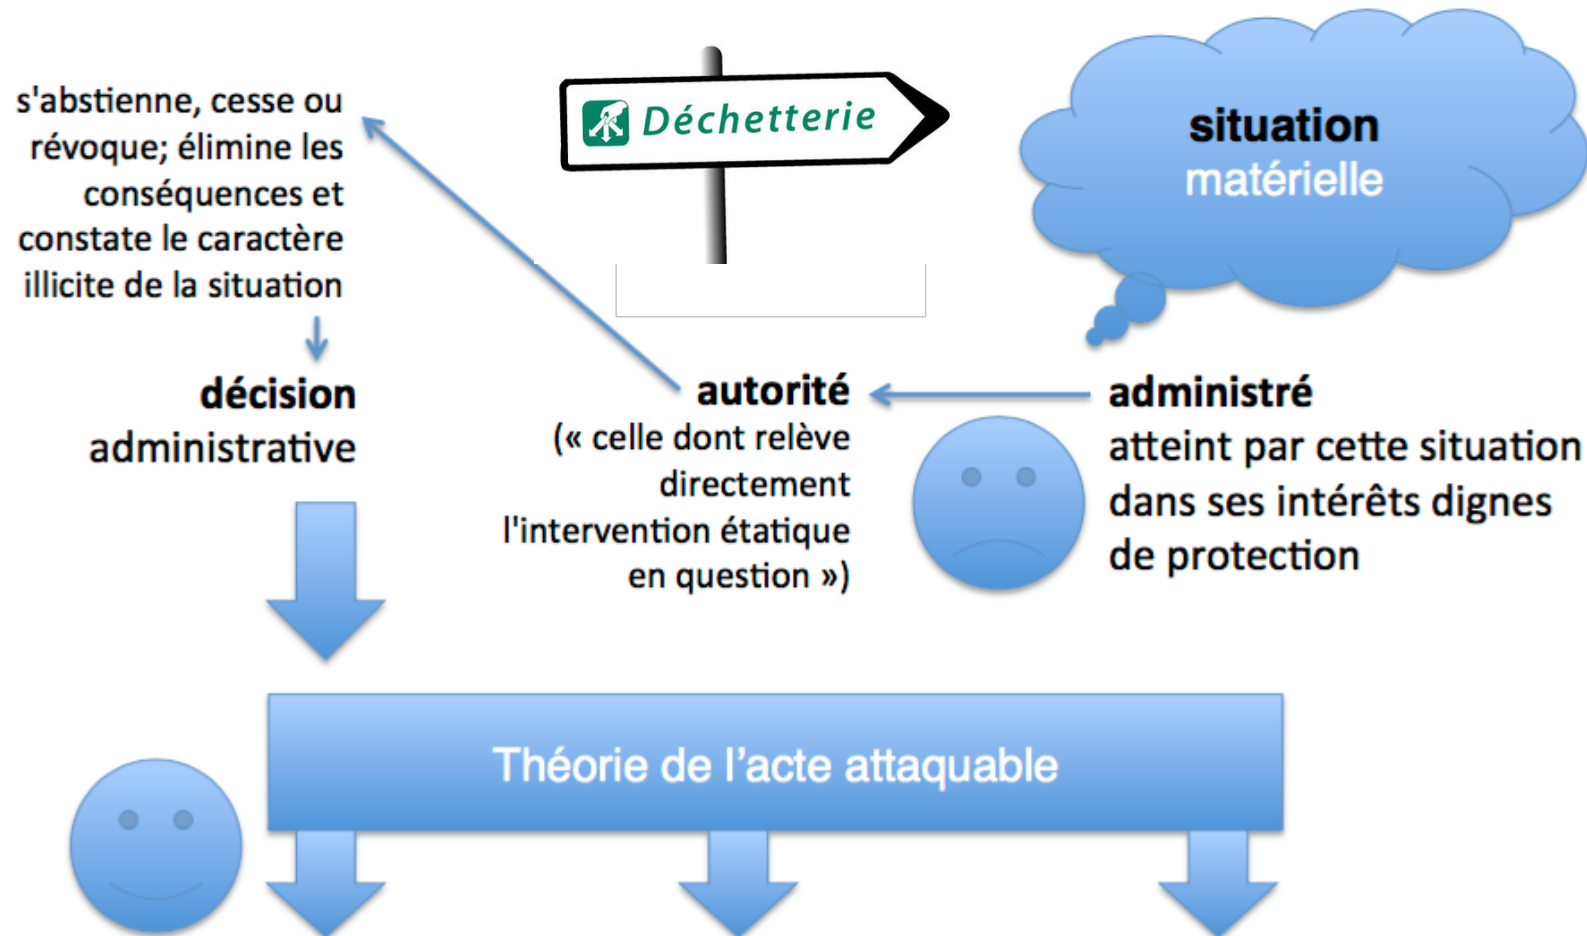 s'abstienne, cesse ou
révoque; élimine les
conséquences et
constate le caractère
illicite de la situation
décision
administrative
Déchetterie
situation
matérielle
autorité
(« celle dont relève
directement
l'intervention étatique
en question »)
administré
atteint par cette situation
dans ses intérêts dignes
de protection
Théorie de l’acte attaquable